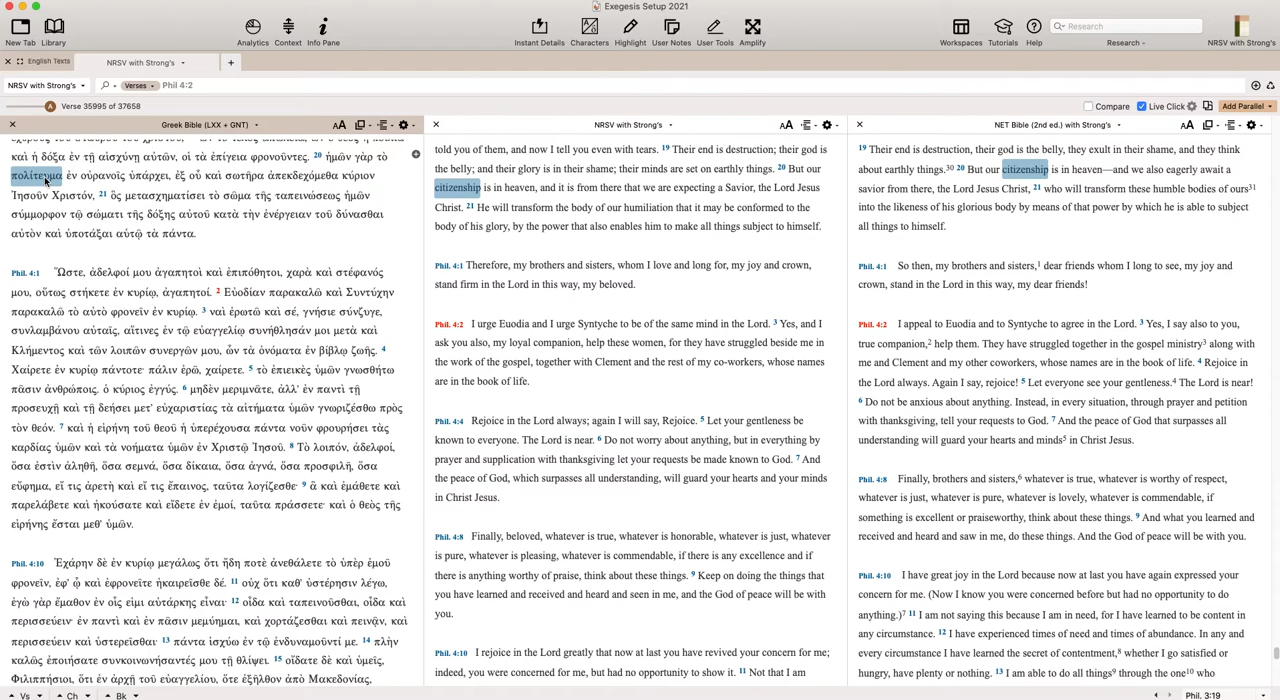 Exegesis Setup 2021
New Tab Library Analytics Context Info Pane Instant Details Characters Highlight User Notes User Tools Amplify Workspaces Tutorials Help Research Research NRSV with Strong's
English Texts NRSV with Strong's
NRSV with Strong's Verses Phil 4:2
A Verse 35995 of 37658 Compare Live Click Add Parallel
Greek Bible (LXX + GNT) AA
καὶ ἡ δόξα ἐν τῇ αἰσχύνῃ αὐτῶν, οἱ τὰ ἐπίγεια φρονοῦντες. 20 ἡμῶν γὰρ τὸ
πολίτευμα ἐν οὐρανοῖς ὑπάρχει, ἐξ οὗ καὶ σωτῆρα ἀπεκδεχόμεθα κύριον
Ἰησοῦν Χριστόν, 21 ὃς μετασχηματίσει τὸ σῶμα τῆς ταπεινώσεως ἡμῶν
σύμμορφον τῷ σώματι τῆς δόξης αὐτοῦ κατὰ τὴν ἐνέργειαν τοῦ δύνασθαι
αὐτὸν καὶ ὑποτάξαι αὑτῷ τὰ πάντα.
Phil. 4:1 Ὥστε, ἀδελφοί μου ἀγαπητοὶ καὶ ἐπιπόθητοι, χαρὰ καὶ στέφανός
μου, οὕτως στήκετε ἐν κυρίῳ, ἀγαπητοί. 2 Εὐοδίαν παρακαλῶ καὶ Συντύχην
παρακαλῶ τὸ αὐτὸ φρονεῖν ἐν κυρίῳ. 3 ναὶ ἐρωτῶ καὶ σέ, γνήσιε σύζυγε,
συλλαμβάνου αὐταῖς, αἵτινες ἐν τῷ εὐαγγελίῳ συνήθλησάν μοι μετὰ καὶ
Κλήμεντος καὶ τῶν λοιπῶν συνεργῶν μου, ὧν τὰ ὀνόματα ἐν βίβλῳ ζωῆς. 4
Χαίρετε ἐν κυρίῳ πάντοτε· πάλιν ἐρῶ, χαίρετε. 5 τὸ ἐπιεικὲς ὑμῶν γνωσθήτω
πᾶσιν ἀνθρώποις. ὁ κύριος ἐγγύς. 6 μηδὲν μεριμνᾶτε, ἀλλ’ ἐν παντὶ τῇ
προσευχῇ καὶ τῇ δεήσει μετ’ εὐχαριστίας τὰ αἰτήματα ὑμῶν γνωριζέσθω πρὸς
τὸν θεόν. 7 καὶ ἡ εἰρήνη τοῦ θεοῦ ἡ ὑπερέχουσα πάντα νοῦν φρουρήσει τὰς
καρδίας ὑμῶν καὶ τὰ νοήματα ὑμῶν ἐν Χριστῷ Ἰησοῦ. 8 Τὸ λοιπόν, ἀδελφοί,
ὅσα ἐστὶν ἀληθῆ, ὅσα σεμνά, ὅσα δίκαια, ὅσα ἁγνά, ὅσα προσφιλῆ, ὅσα
εὔφημα, εἴ τις ἀρετὴ καὶ εἴ τις ἔπαινος, ταῦτα λογίζεσθε· 9 ἃ καὶ ἐμάθετε καὶ
παρελάβετε καὶ ἠκούσατε καὶ εἴδετε ἐν ἐμοί, ταῦτα πράσσετε· καὶ ὁ θεὸς τῆς
εἰρήνης ἔσται μεθ’ ὑμῶν.
Phil. 4:10 Ἐχάρην δὲ ἐν κυρίῳ μεγάλως ὅτι ἤδη ποτὲ ἀνεθάλετε τὸ ὑπὲρ ἐμοῦ
φρονεῖν, ἐφ’ ᾧ καὶ ἐφρονεῖτε ἠκαιρεῖσθε δέ. 11 οὐχ ὅτι καθ’ ὑστέρησιν λέγω,
ἐγὼ γὰρ ἔμαθον ἐν οἷς εἰμι αὐτάρκης εἶναι· 12 οἶδα καὶ ταπεινοῦσθαι, οἶδα καὶ
περισσεύειν· ἐν παντὶ καὶ ἐν πᾶσιν μεμύημαι, καὶ χορτάζεσθαι καὶ πεινᾶν, καὶ
περισσεύειν καὶ ὑστερεῖσθαι· 13 πάντα ἰσχύω ἐν τῷ ἐνδυναμοῦντί με. 14 πλὴν
καλῶς ἐποιήσατε συγκοινωνήσαντές μου τῇ θλίψει. 15 οἴδατε δὲ καὶ ὑμεῖς,
Φιλιππήσιοι, ὅτι ἐν ἀρχῇ τοῦ εὐαγγελίου, ὅτε ἐξῆλθον ἀπὸ Μακεδονίας,
NRSV with Strong's AA
told you of them, and now I tell you even with tears. 19 Their end is destruction; their god is
the belly; and their glory is in their shame; their minds are set on earthly things. 20 But our
citizenship is in heaven, and it is from there that we are expecting a Savior, the Lord Jesus
Christ. 21 He will transform the body of our humiliation that it may be conformed to the
body of his glory, by the power that also enables him to make all things subject to himself.
Phil. 4:1 Therefore, my brothers and sisters, whom I love and long for, my joy and crown,
stand firm in the Lord in this way, my beloved.
Phil. 4:2 I urge Euodia and I urge Syntyche to be of the same mind in the Lord. 3 Yes, and I
ask you also, my loyal companion, help these women, for they have struggled beside me in
the work of the gospel, together with Clement and the rest of my co-workers, whose names
are in the book of life.
Phil. 4:4 Rejoice in the Lord always; again I will say, Rejoice. 5 Let your gentleness be
known to everyone. The Lord is near. 6 Do not worry about anything, but in everything by
prayer and supplication with thanksgiving let your requests be made known to God. 7 And
the peace of God, which surpasses all understanding, will guard your hearts and your minds
in Christ Jesus.
Phil. 4:8 Finally, beloved, whatever is true, whatever is honorable, whatever is just, whatever
is pure, whatever is pleasing, whatever is commendable, if there is any excellence and if
there is anything worthy of praise, think about these things. 9 Keep on doing the things that
you have learned and received and heard and seen in me, and the God of peace will be with
you.
Phil. 4:10 I rejoice in the Lord greatly that now at last you have revived your concern for me;
indeed, you were concerned for me, but had no opportunity to show it. 11 Not that I am
NET Bible (2nd ed.) with Strong's AA
19 Their end is destruction, their god is the belly, they exult in their shame, and they think
about earthly things.30 20 But our citizenship is in heaven—and we also eagerly await a
savior from there, the Lord Jesus Christ, 21 who will transform these humble bodies of ours31
into the likeness of his glorious body by means of that power by which he is able to subject
all things to himself.
Phil. 4:1 So then, my brothers and sisters,1 dear friends whom I long to see, my joy and
crown, stand in the Lord in this way, my dear friends!
Phil. 4:2 I appeal to Euodia and to Syntyche to agree in the Lord. 3 Yes, I say also to you,
true companion,2 help them. They have struggled together in the gospel ministry3 along with
me and Clement and my other coworkers, whose names are in the book of life. 4 Rejoice in
the Lord always. Again I say, rejoice! 5 Let everyone see your gentleness.4 The Lord is near!
6 Do not be anxious about anything. Instead, in every situation, through prayer and petition
with thanksgiving, tell your requests to God. 7 And the peace of God that surpasses all
understanding will guard your hearts and minds5 in Christ Jesus.
Phil. 4:8 Finally, brothers and sisters,6 whatever is true, whatever is worthy of respect,
whatever is just, whatever is pure, whatever is lovely, whatever is commendable, if
something is excellent or praiseworthy, think about these things. 9 And what you learned and
received and heard and saw in me, do these things. And the God of peace will be with you.
Phil. 4:10 I have great joy in the Lord because now at last you have again expressed your
concern for me. (Now I know you were concerned before but had no opportunity to do
anything.)7 11 I am not saying this because I am in need, for I have learned to be content in
any circumstance. 12 I have experienced times of need and times of abundance. In any and
every circumstance I have learned the secret of contentment,8 whether I go satisfied or
hungry, have plenty or nothing. 13 I am able to do all things9 through the one10 who
Vs Ch Bk Phil. 3:19